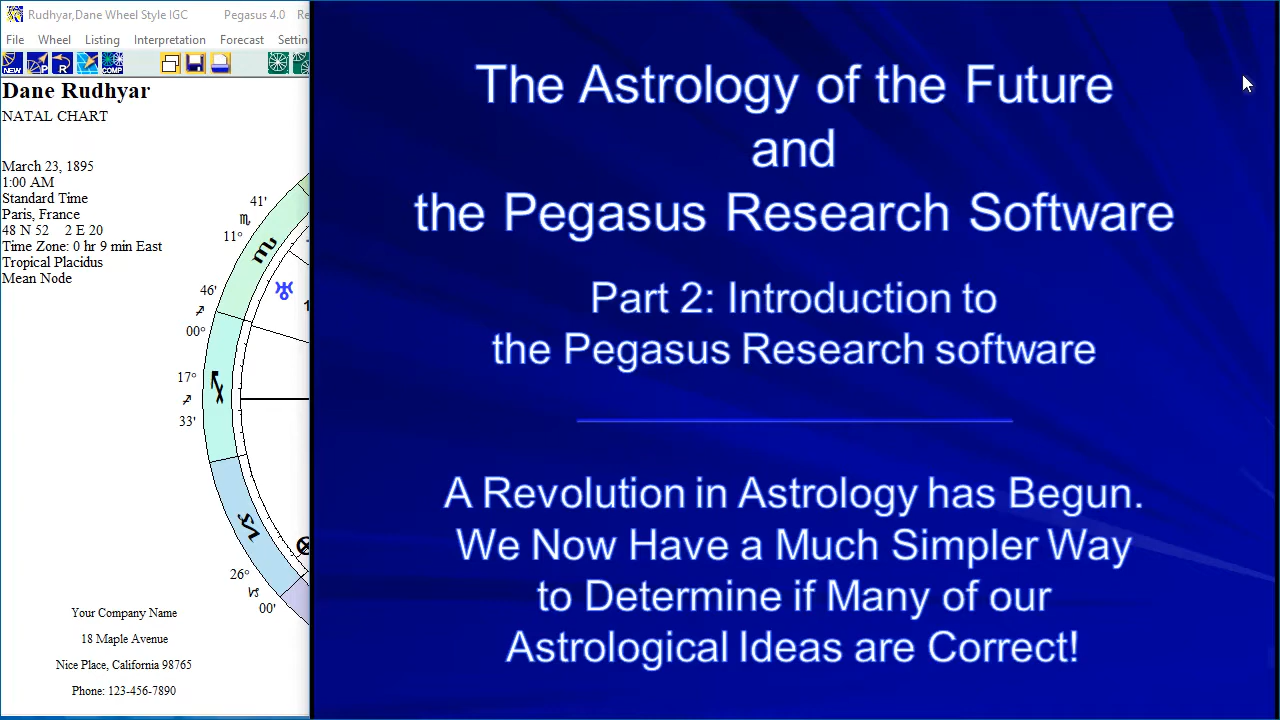 Rudhyar,Dane Wheel Style IGC Pegasus 4.0 Re
File Wheel Listing Interpretation Forecast Settin
NEW P R COMP
Dane Rudhyar
NATAL CHART
March 23, 1895
1:00 AM
Standard Time
Paris, France
48 N 52 2 E 20
Time Zone: 0 hr 9 min East
Tropical Placidus
Mean Node
41'
♏
11°
♏
46'
♐
00°
♅
1
17°
♐
♐
33'
♑
26°
♑
00'
⊗
Your Company Name
18 Maple Avenue
Nice Place, California 98765
Phone: 123-456-7890
The Astrology of the Future
and
the Pegasus Research Software
Part 2: Introduction to
the Pegasus Research software
A Revolution in Astrology has Begun.
We Now Have a Much Simpler Way
to Determine if Many of our
Astrological Ideas are Correct!